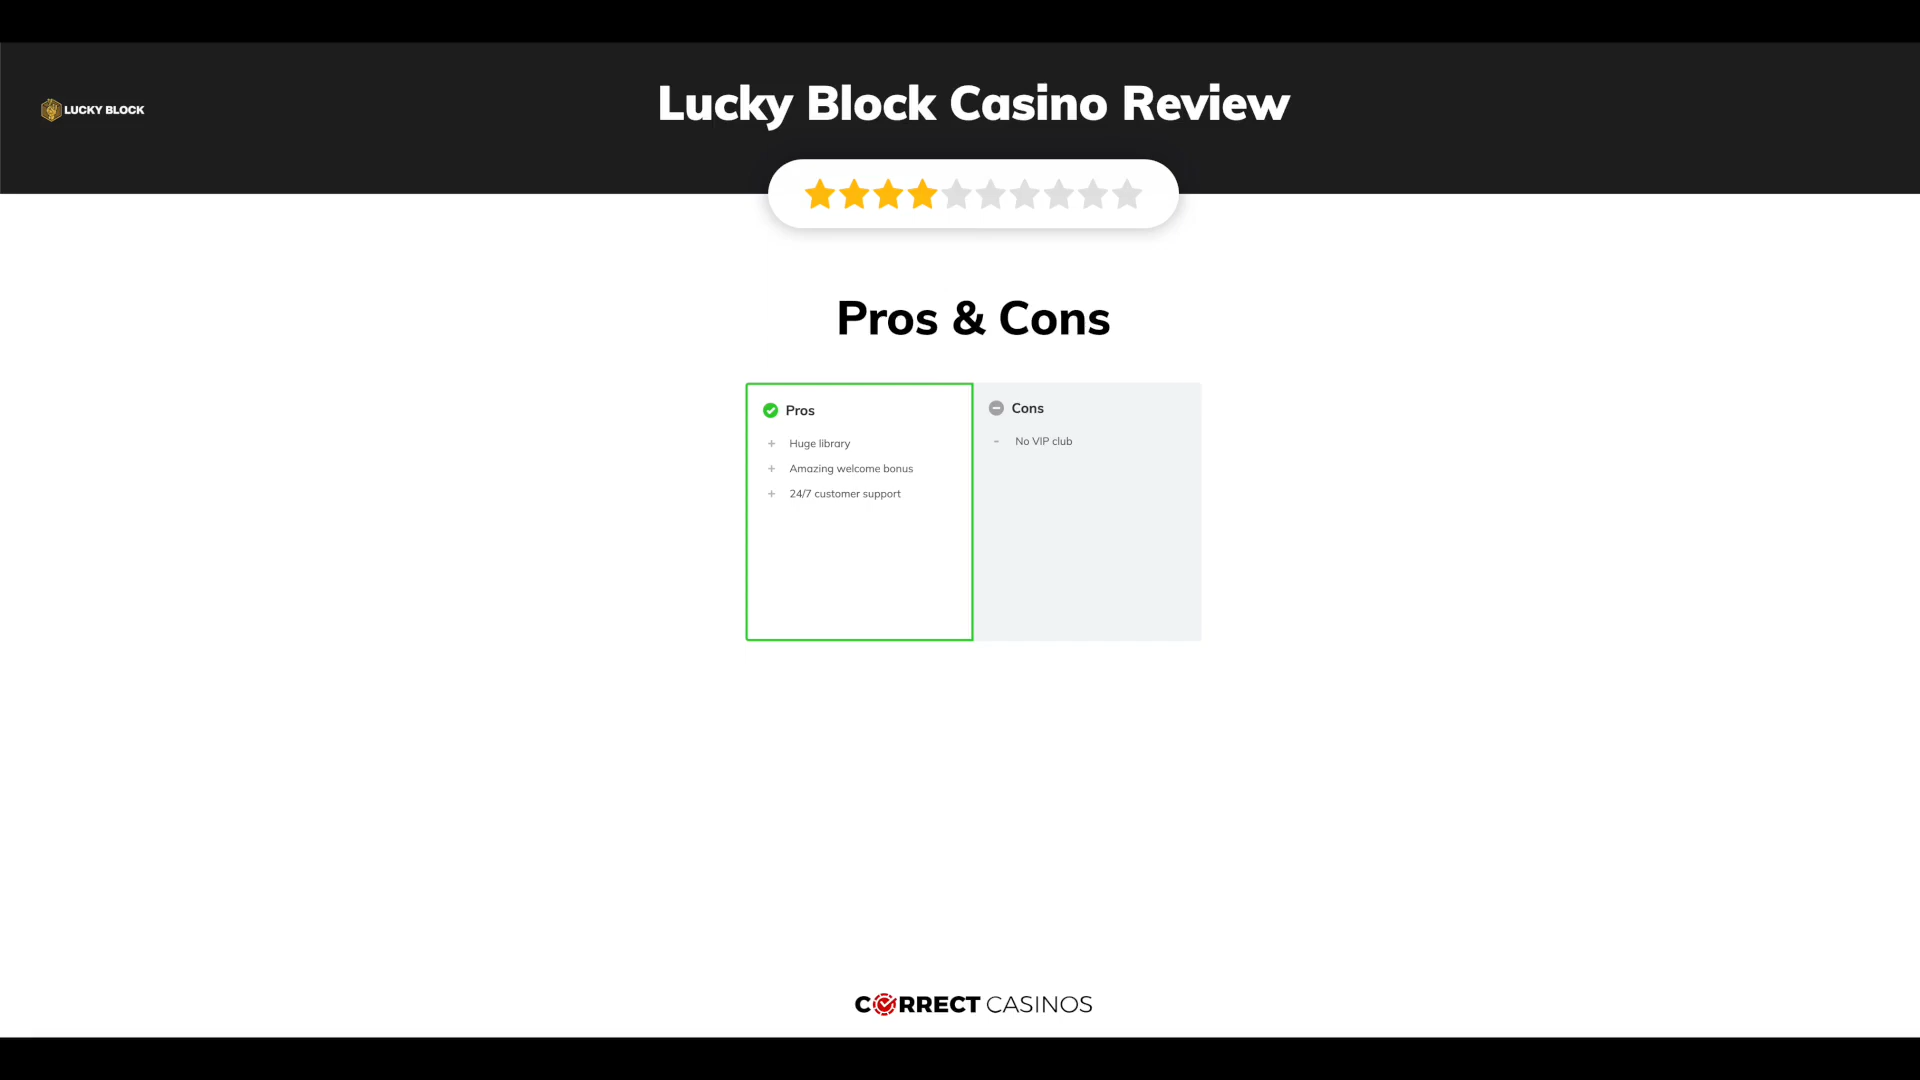 LUCKY BLOCK
Lucky Block Casino Review
Pros & Cons
Pros
+ Huge library
+ Amazing welcome bonus
+ 24/7 customer support
Cons
- No VIP club
CORRECT CASINOS